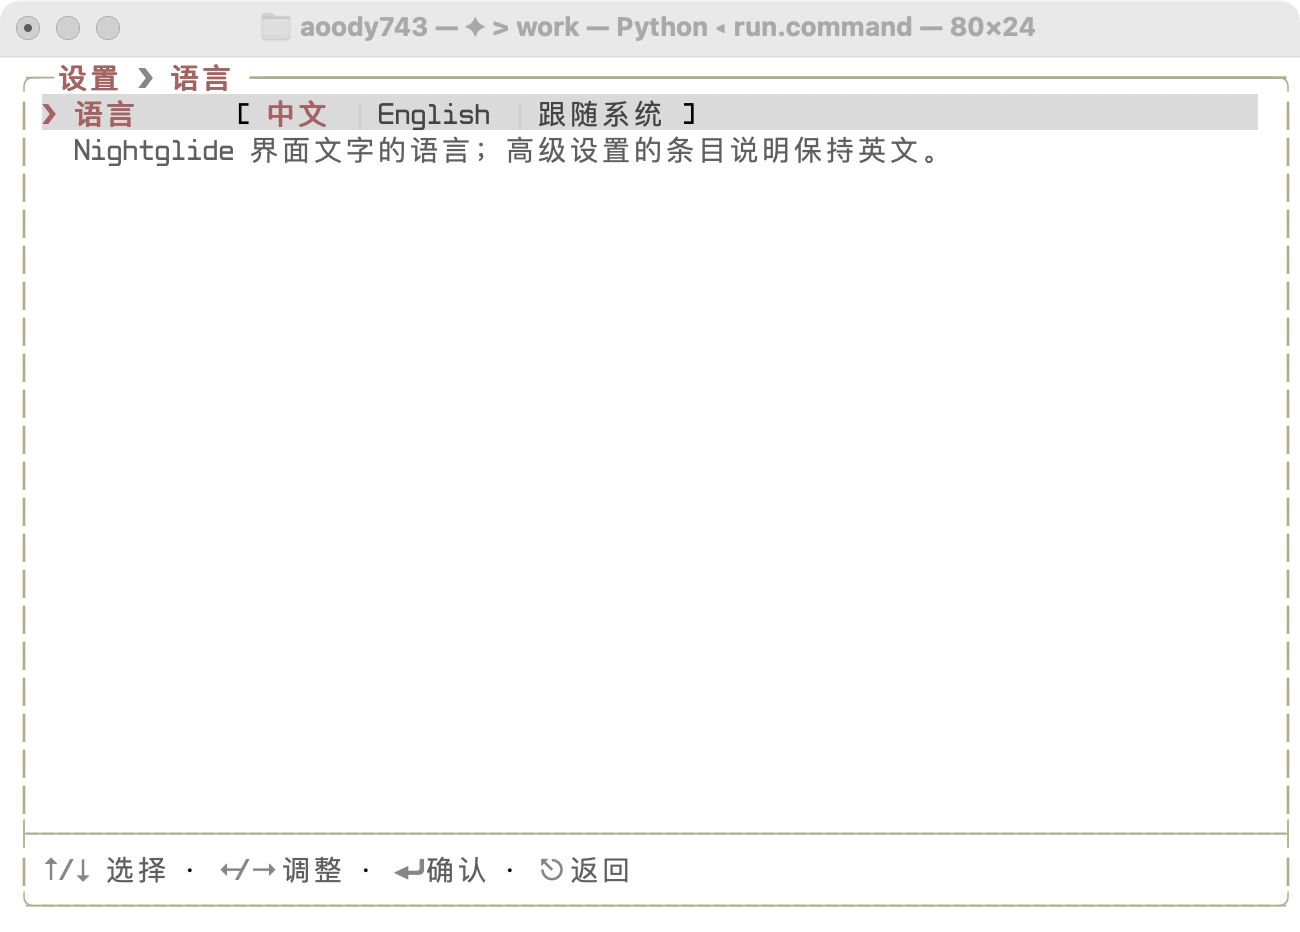 aoody743 — ✦ > work — Python ◂ run.command — 80×24
设置 ❯ 语言
❯ 语言 [ 中文 | English | 跟随系统 ]
Nightglide 界面文字的语言；高级设置的条目说明保持英文。
↑/↓ 选择 · ←/→ 调整 · ↵ 确认 · ⎋ 返回